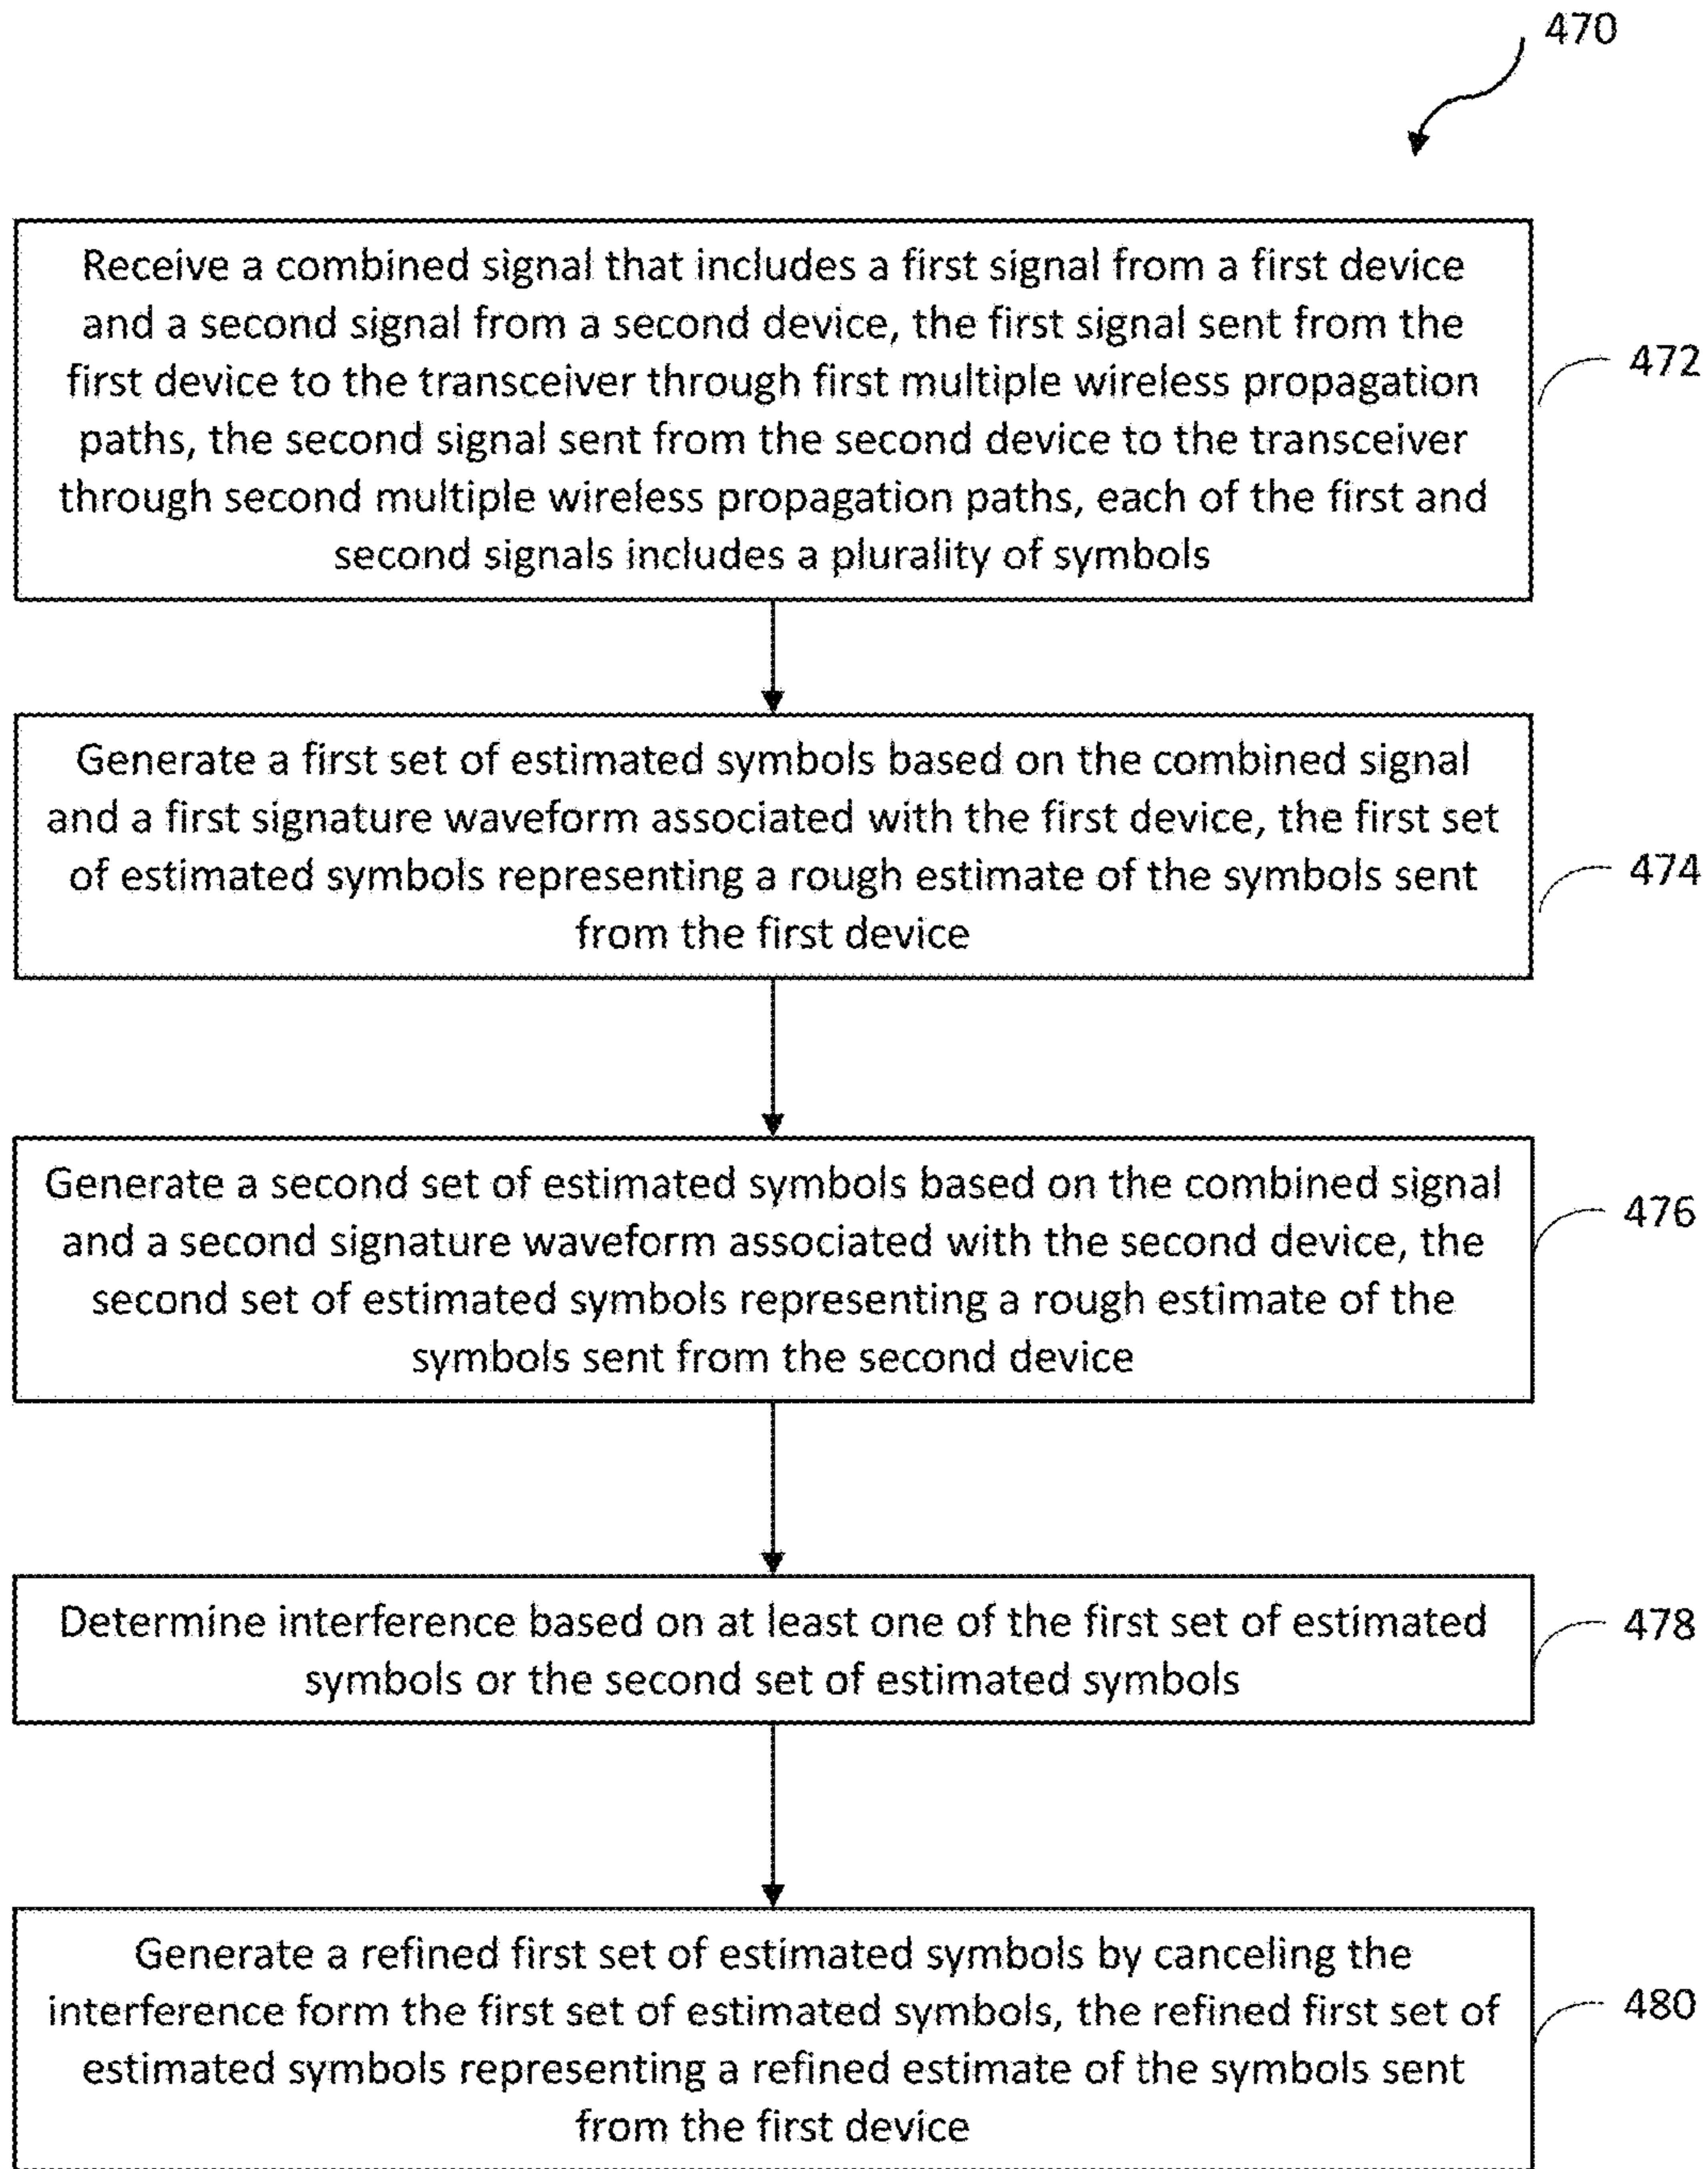 470
Receive a combined signal that includes a first signal from a first device
and a second signal from a second device, the first signal sent from the
first device to the transceiver through first multiple wireless propagation
paths, the second signal sent from the second device to the transceiver
through second multiple wireless propagation paths, each of the first and
second signals includes a plurality of symbols
472
Generate a first set of estimated symbols based on the combined signal
and a first signature waveform associated with the first device, the first set
of estimated symbols representing a rough estimate of the symbols sent
from the first device
474
Generate a second set of estimated symbols based on the combined signal
and a second signature waveform associated with the second device, the
second set of estimated symbols representing a rough estimate of the
symbols sent from the second device
476
Determine interference based on at least one of the first set of estimated
symbols or the second set of estimated symbols
478
Generate a refined first set of estimated symbols by canceling the
interference form the first set of estimated symbols, the refined first set of
estimated symbols representing a refined estimate of the symbols sent
from the first device
480